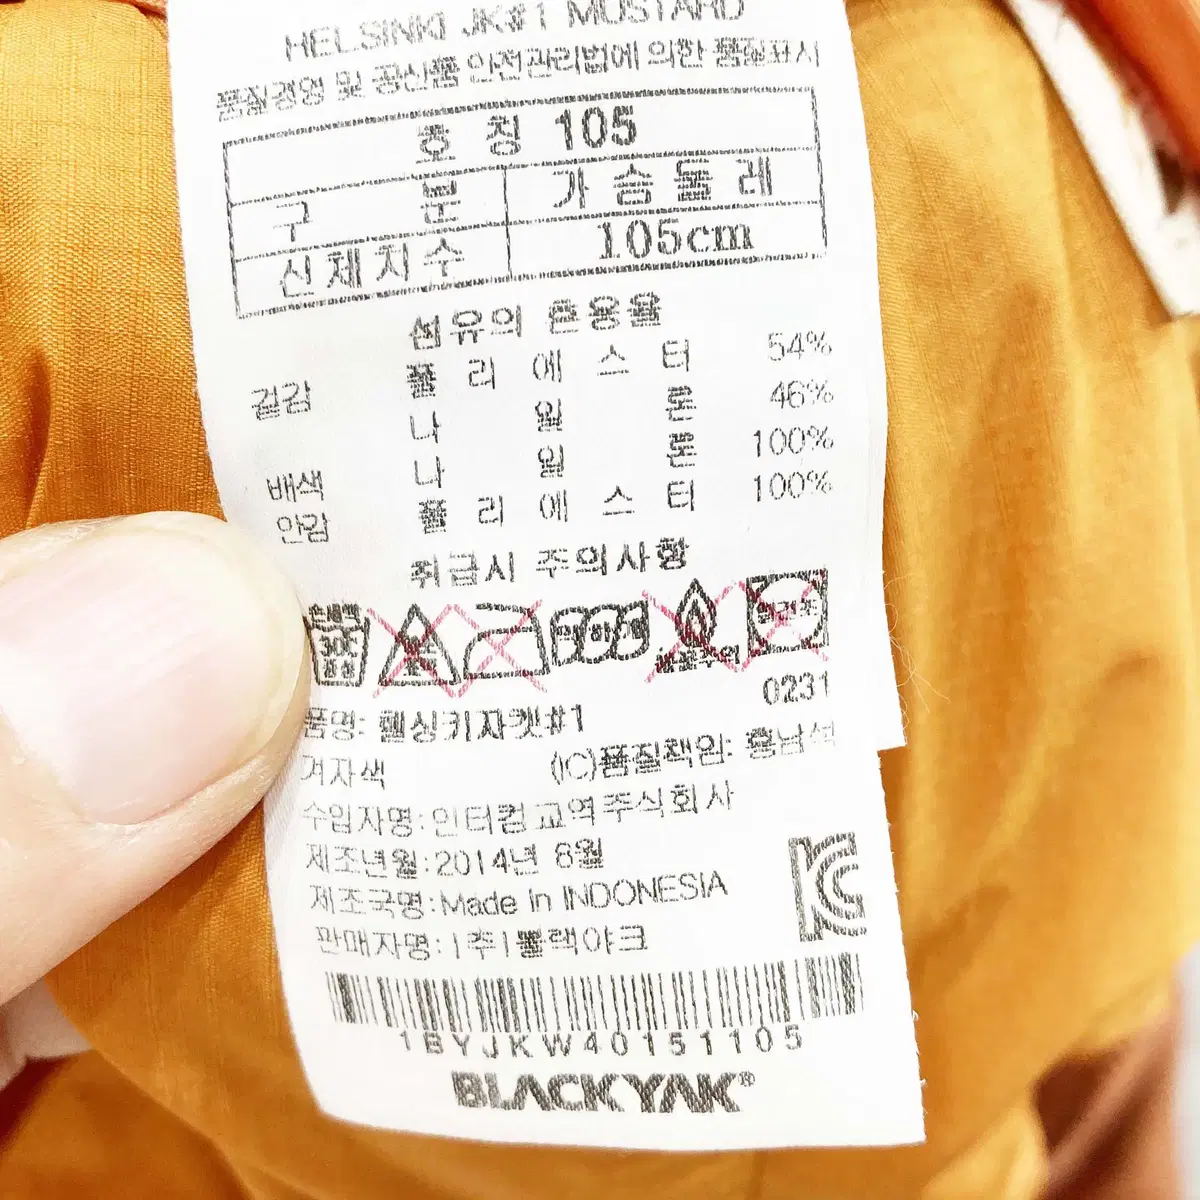 HELSINKI JK#1 MUSTARD
품질경영 및 공산품 안전관리법에 의한 품질표시
호 칭 105
구 분 가 슴 둘 레
신체치수 105cm
섬유의 혼용율
겉감 폴 리 에 스 터 54%
나 일 론 46%
배색 나 일 론 100%
안감 폴 리 에 스 터 100%
취급시 주의사항
0231
품명: 헬싱키자켓#1
겨자색 (IC)품질책임: 홍남석
수입자명:인터컴교역주식회사
제조년월:2014년 8월
제조국명:Made in INDONESIA
판매자명:(주)블랙야크
1BYJKW40151105
BLACKYAK®